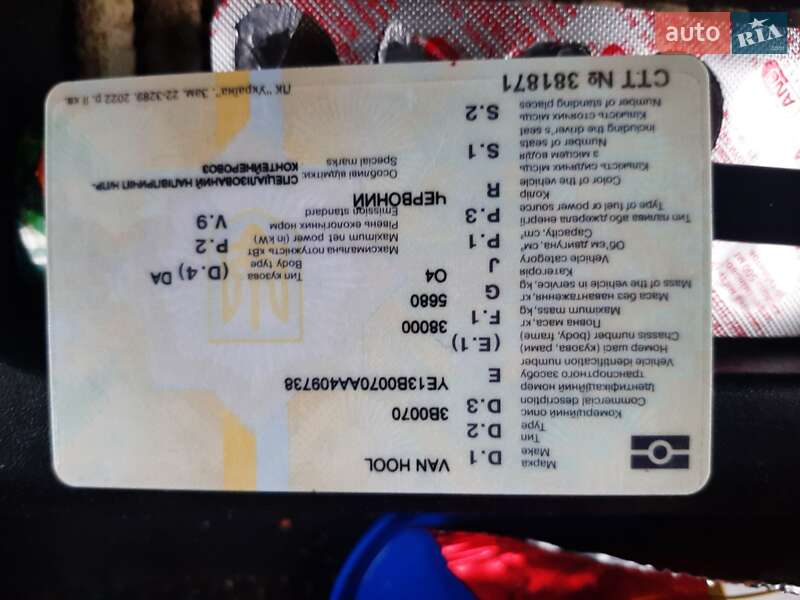 auto RIA
Марка
Make
D.1
VAN HOOL
Тип
Type
D.2
Комерційний опис
Commercial description
D.3
3B0070
Ідентифікаційний номер
транспортного засобу
Vehicle identification number
E
YE13B0070AA409738
Номер шасі (кузова, рами)
Chassis number (body, frame)
(E.1)
Повна маса, кг
Maximum mass, kg
F.1
38000
Маса без навантаження, кг
Mass of the vehicle in service, kg
G
5680
Категорія
Vehicle category
J
O4
Тип кузова
Body type
(D.4) DA
Об'єм двигуна, см³
Capacity, cm³
P.1
Максимальна потужність кВт
Maximum net power (in kW)
P.2
Тип палива або джерела енергії
Type of fuel or power source
P.3
Рівень екологічних норм
Emission standard
V.9
Колір
Color of the vehicle
R
ЧЕРВОНИЙ
Кількість сидячих місць
з місцем водія
Number of seats
including the driver's seat
S.1
Особливі відмітки:
Special marks
СПЕЦІАЛІЗОВАНИЙ НАПІВПРИЧІП Н/ПР-
КОНТЕЙНЕРОВОЗ
Кількість стоячих місць
Number of standing places
S.2
СТТ № 381871
ПК "Україна". Зам. 22-3289. 2022 р. II кв.